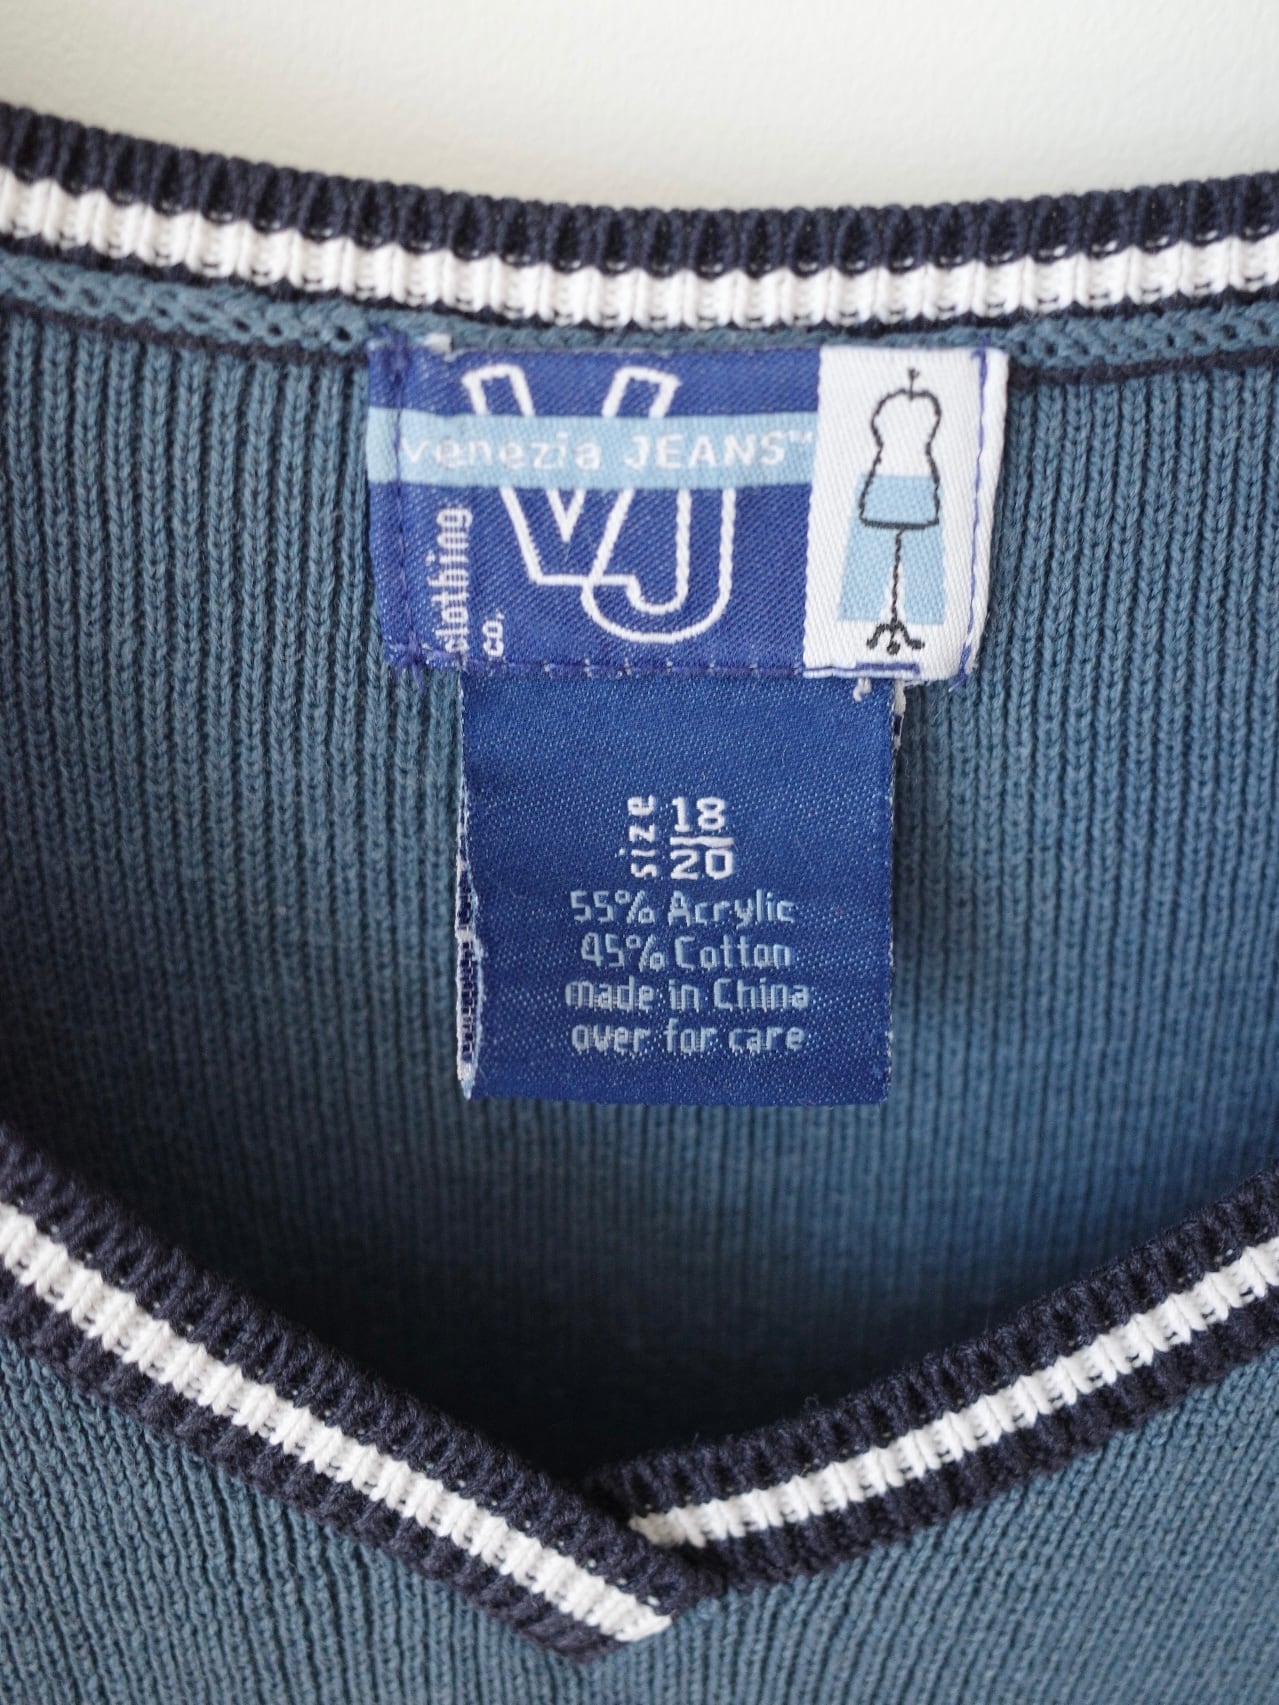 VJ
venezia JEANS™
clothing
co.
size 18
20
55% Acrylic
45% Cotton
made in China
over for care